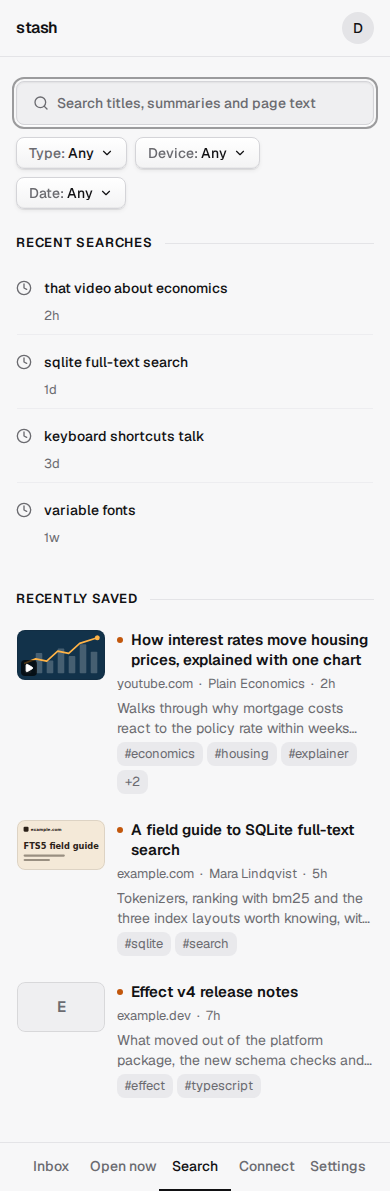 stash
D
Search titles, summaries and page text
Type: Any
Device: Any
Date: Any
RECENT SEARCHES
that video about economics
2h
sqlite full-text search
1d
keyboard shortcuts talk
3d
variable fonts
1w
RECENTLY SAVED
How interest rates move housing
prices, explained with one chart
youtube.com · Plain Economics · 2h
Walks through why mortgage costs
react to the policy rate within weeks…
#economics #housing #explainer
+2
example.com
FTS5 field guide
A field guide to SQLite full-text
search
example.com · Mara Lindqvist · 5h
Tokenizers, ranking with bm25 and the
three index layouts worth knowing, wit…
#sqlite #search
E
Effect v4 release notes
example.dev · 7h
What moved out of the platform
package, the new schema checks and…
#effect #typescript
Inbox Open now Search Connect Settings